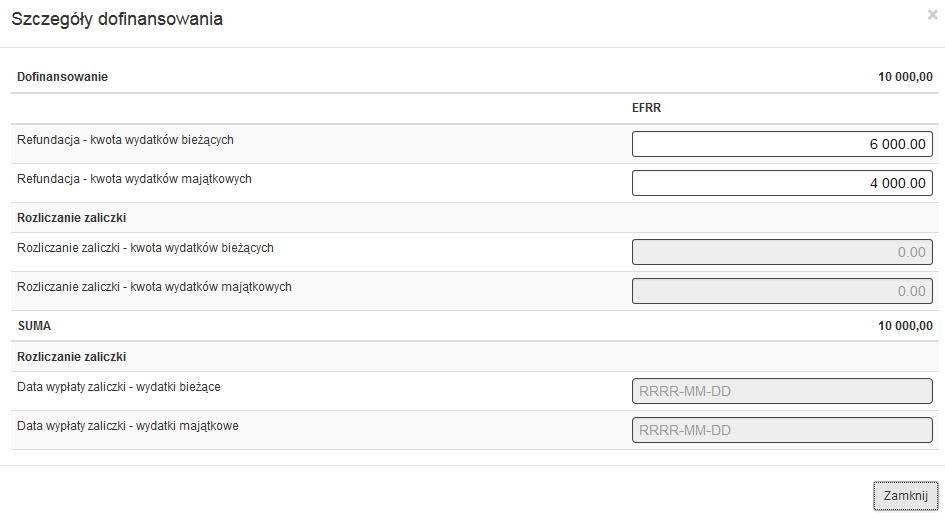 Szczegóły dofinansowania ×
Dofinansowanie 10 000,00
EFRR
Refundacja - kwota wydatków bieżących 6 000.00
Refundacja - kwota wydatków majątkowych 4 000.00
Rozliczanie zaliczki
Rozliczanie zaliczki - kwota wydatków bieżących 0.00
Rozliczanie zaliczki - kwota wydatków majątkowych 0.00
SUMA 10 000,00
Rozliczanie zaliczki
Data wypłaty zaliczki - wydatki bieżące RRRR-MM-DD
Data wypłaty zaliczki - wydatki majątkowe RRRR-MM-DD
Zamknij